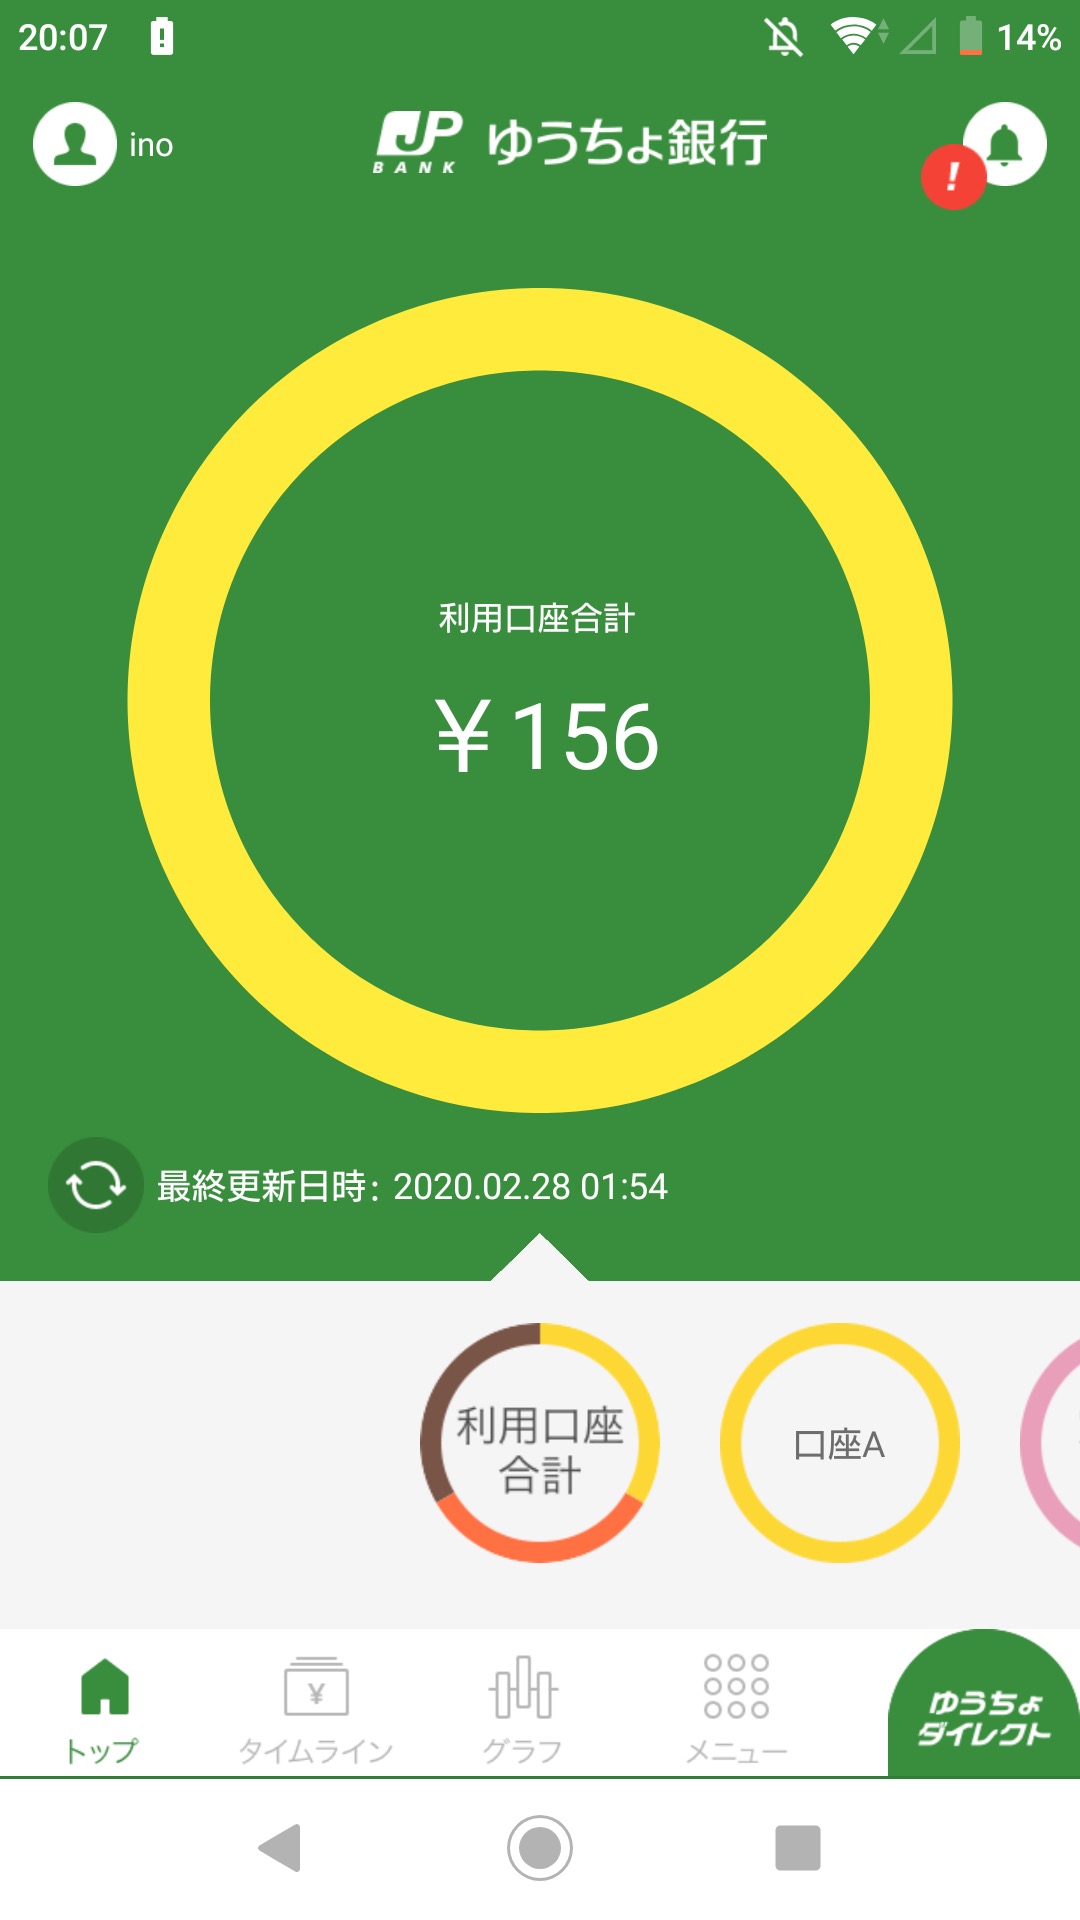 20:07
14%
ino
JP
BANK
ゆうちょ銀行
!
利用口座合計
￥156
最終更新日時: 2020.02.28 01:54
利用口座
合計
口座A
¥
トップ
タイムライン
グラフ
メニュー
ゆうちょ
ダイレクト